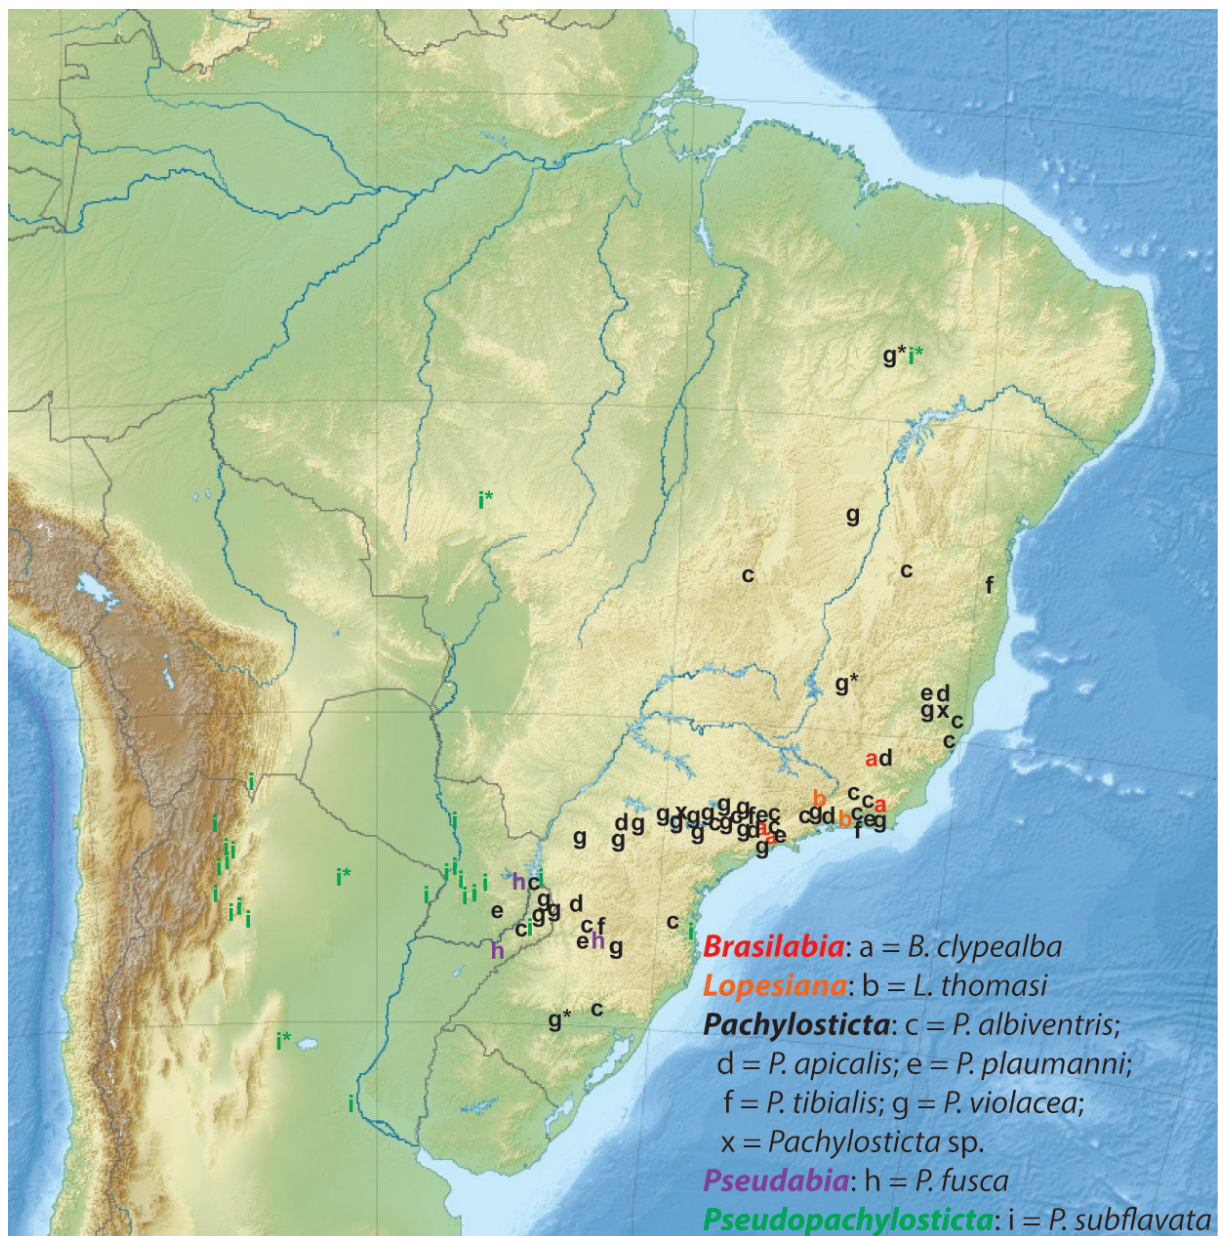 g* i*
i*
g
c
c
f
g*
e d
g x
c
c
a d
i
b
c
c
a
g x g g g g f e c
c g d b c e g
i
d g g c g c g d a c e
f
g
g
g
a
g
i
i i
i
i
i*
i i
i
i
i
i i
h c i
i
i i
i
e
g
g g
d
c i
c f
c
i
h
e h g
g* c
i*
i
Brasilabia: a = B. clypealba
Lopesiana: b = L. thomasi
Pachylosticta: c = P. albiventris;
d = P. apicalis; e = P. plaumanni;
f = P. tibialis; g = P. violacea;
x = Pachylosticta sp.
Pseudabia: h = P. fusca
Pseudopachylosticta: i = P. subflavata